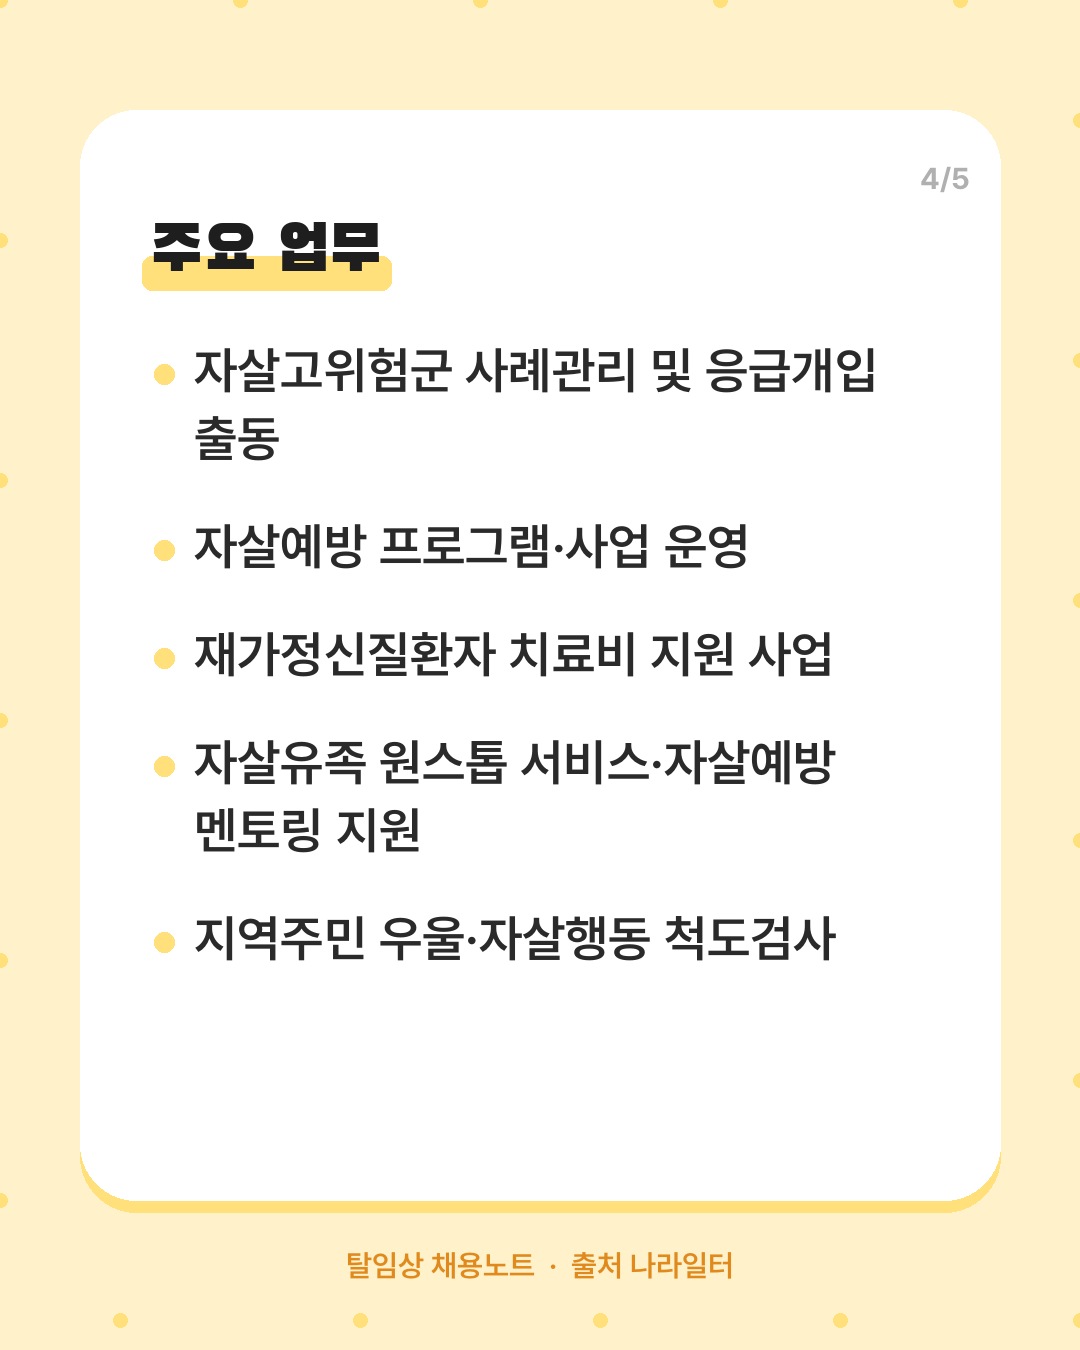 4/5
주요 업무
자살고위험군 사례관리 및 응급개입
출동
자살예방 프로그램·사업 운영
재가정신질환자 치료비 지원 사업
자살유족 원스톱 서비스·자살예방
멘토링 지원
지역주민 우울·자살행동 척도검사
탈임상 채용노트 · 출처 나라일터